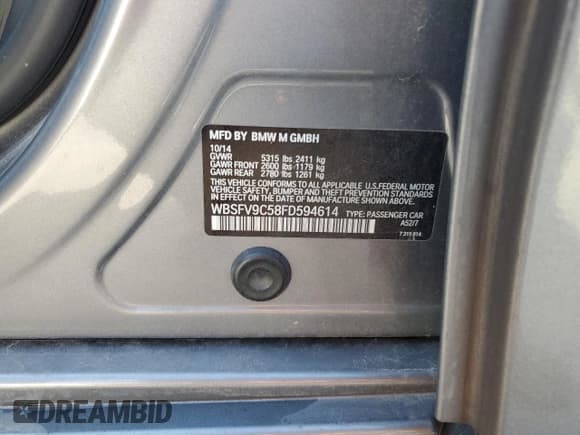 MFD BY BMW M GMBH
10/14
GVWR 5315 lbs 2411 kg
GAWR FRONT 2600 lbs 1179 kg
GAWR REAR 2780 lbs 1261 kg
THIS VEHICLE CONFORMS TO ALL APPLICABLE U.S. FEDERAL MOTOR
VEHICLE SAFETY, BUMPER AND THEFT PREVENTION STANDARDS
IN EFFECT ON THE DATE OF MANUFACTURE SHOWN ABOVE.
WBSFV9C58FD594614 TYPE: PASSENGER CAR
A52/7
DREAMBID